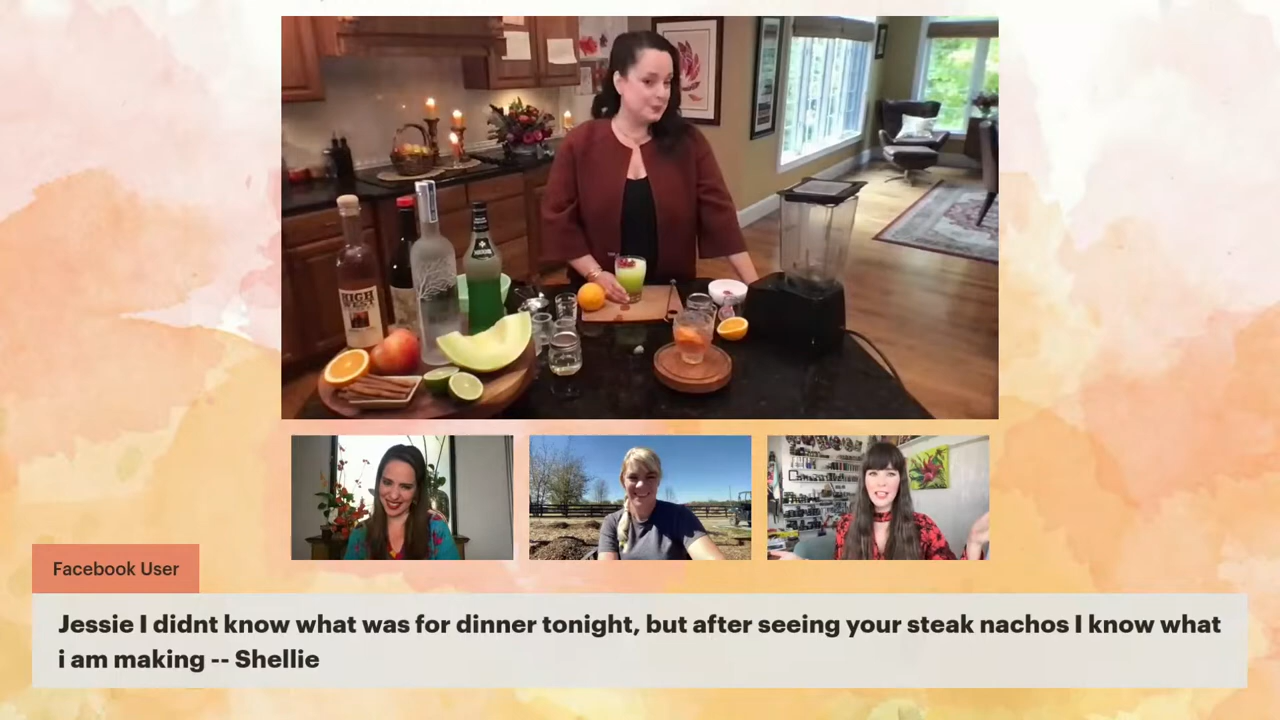 HIGH
WEST
Facebook User
Jessie I didnt know what was for dinner tonight, but after seeing your steak nachos I know what
i am making -- Shellie